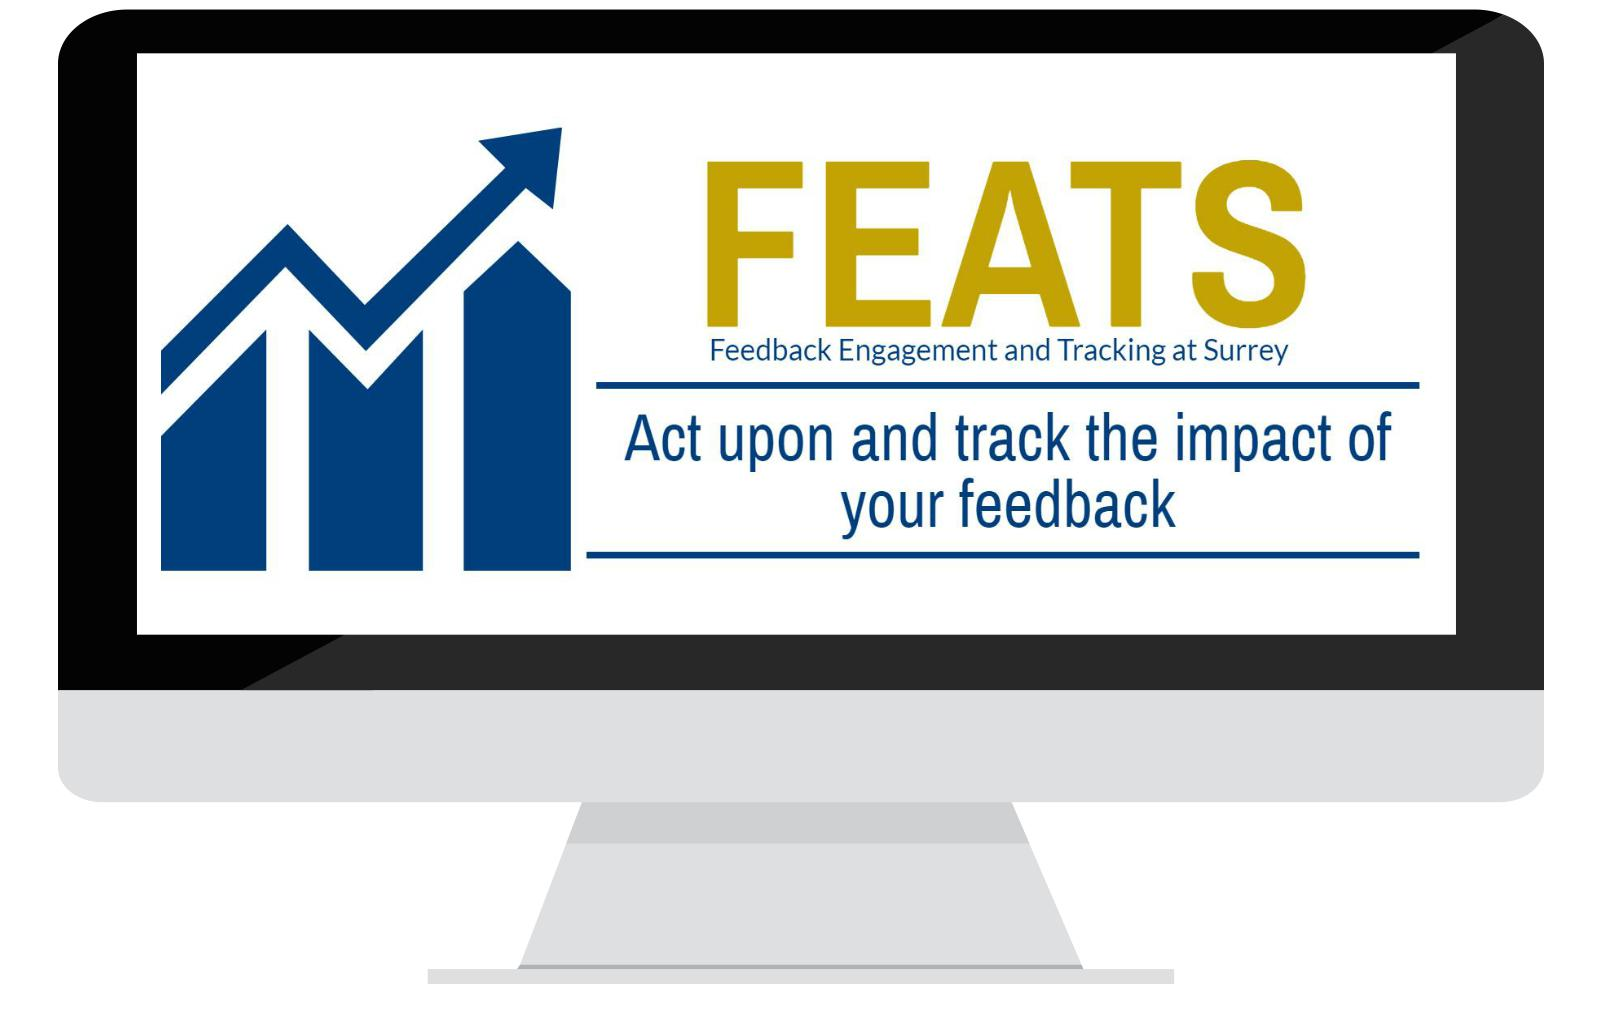 FEATS
Feedback Engagement and Tracking at Surrey
Act upon and track the impact of
your feedback